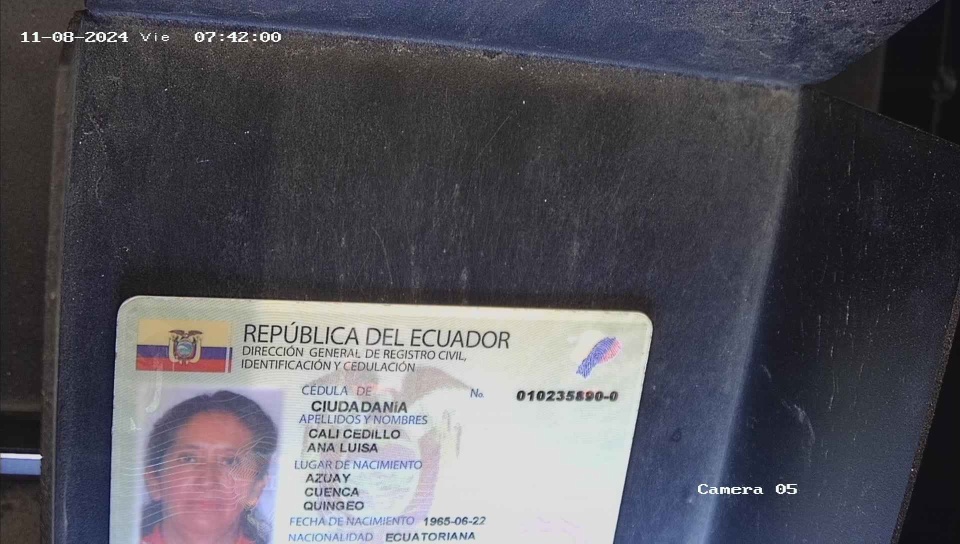 11-08-2024 Vie 07:42:00
REPÚBLICA DEL ECUADOR
DIRECCIÓN GENERAL DE REGISTRO CIVIL,
IDENTIFICACIÓN Y CEDULACIÓN
CÉDULA DE No. 010235890-0
CIUDADANÍA
APELLIDOS Y NOMBRES
CALI CEDILLO
ANA LUISA
LUGAR DE NACIMIENTO
AZUAY
CUENCA
QUINGEO
FECHA DE NACIMIENTO 1965-06-22
NACIONALIDAD ECUATORIANA
Camera 05